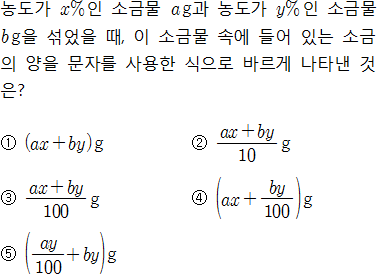 농도가 x%인 소금물 ag과 농도가 y%인 소금물
bg을 섞었을 때, 이 소금물 속에 들어 있는 소금
의 양을 문자를 사용한 식으로 바르게 나타낸 것
은?
① (ax+by)g ② \frac{ax+by}{10} g
③ \frac{ax+by}{100} g ④ \left(ax+\frac{by}{100}\right)g
⑤ \left(\frac{ay}{100}+by\right)g